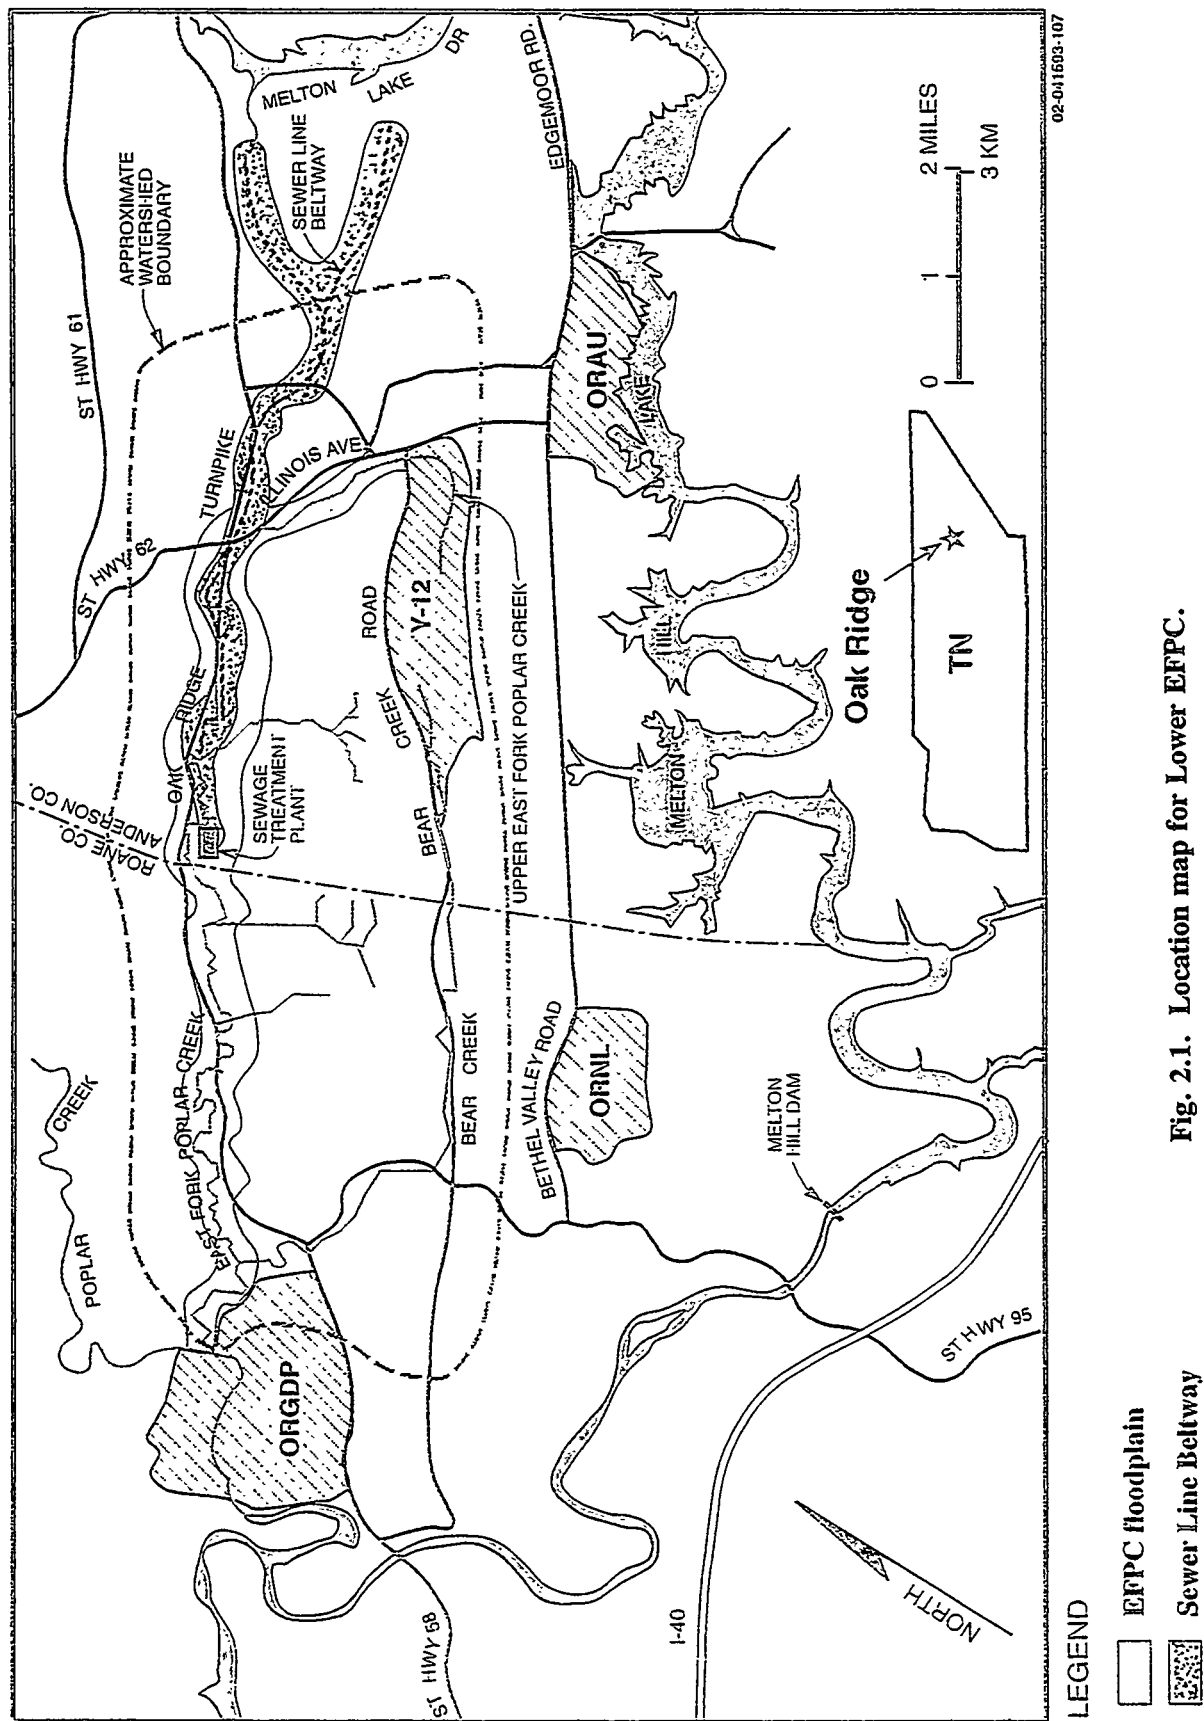 ST HWY 61
APPROXIMATE
WATERSHED
BOUNDARY
MELTON
LAKE
DR
SEWER LINE
BELTWAY
EDGEMOOR RD.
ST HWY 62
TURNPIKE
RIDGE
OAK
ANDERSON CO.
ROANE CO.
SEWAGE
TREATMENT
PLANT
POPLAR
CREEK
EAST FORK POPLAR CREEK
ROAD
CREEK
BEAR
Y-12
UPPER EAST FORK POPLAR CREEK
BEAR CREEK
BETHEL VALLEY ROAD
ORNL
ORAU
ORGDP
MELTON
HILL
LAKE
MELTON
HILL DAM
ST HWY 95
ST HWY 58
I-40
NORTH
Oak Ridge
TN
0
1
2 MILES
3 KM
02-041693-107
LEGEND
EFPC floodplain
Sewer Line Beltway
Fig. 2.1. Location map for Lower EFPC.